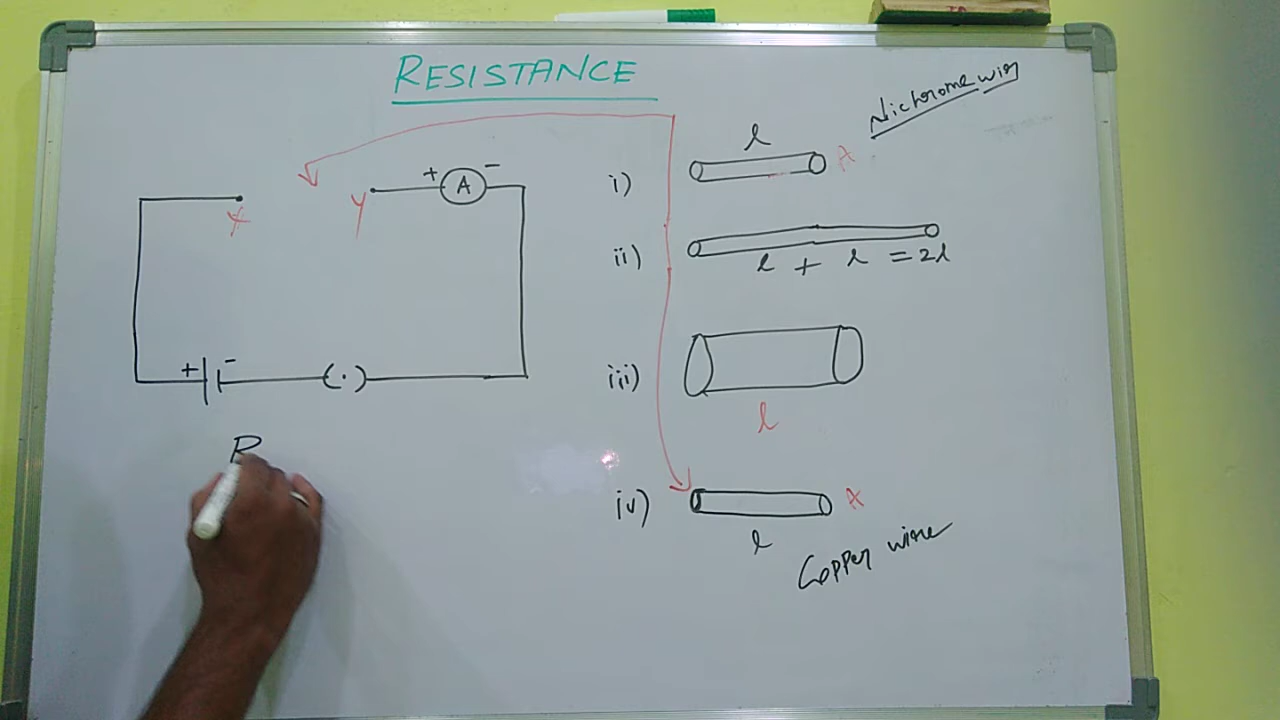 RESISTANCE
Nichrome wire
l
i) A
+ A -
X Y
ii) l + l = 2l
iii)
l
+ - (.)
R
iv) A
l
Copper wire